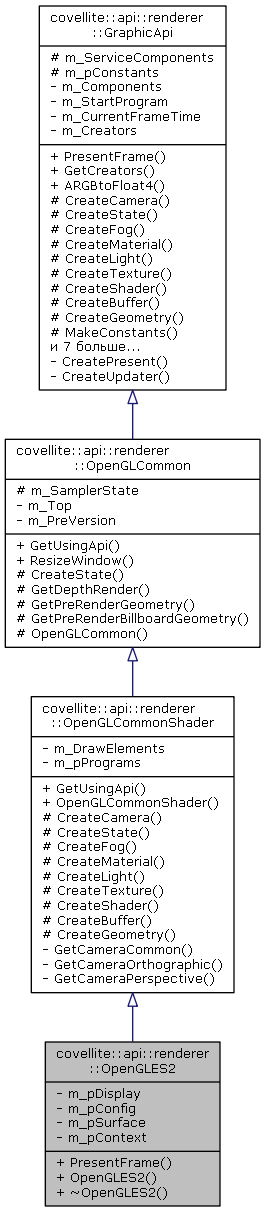 covellite::api::renderer
::GraphicApi
# m_ServiceComponents
# m_pConstants
- m_Components
- m_StartProgram
- m_CurrentFrameTime
- m_Creators
+ PresentFrame()
+ GetCreators()
+ ARGBtoFloat4()
# CreateCamera()
# CreateState()
# CreateFog()
# CreateMaterial()
# CreateLight()
# CreateTexture()
# CreateShader()
# CreateBuffer()
# CreateGeometry()
# MakeConstants()
и 7 больше...
- CreatePresent()
- CreateUpdater()
covellite::api::renderer
::OpenGLCommon
# m_SamplerState
- m_Top
- m_PreVersion
+ GetUsingApi()
+ ResizeWindow()
# CreateState()
# GetDepthRender()
# GetPreRenderGeometry()
# GetPreRenderBillboardGeometry()
# OpenGLCommon()
covellite::api::renderer
::OpenGLCommonShader
- m_DrawElements
- m_pPrograms
+ GetUsingApi()
+ OpenGLCommonShader()
# CreateCamera()
# CreateState()
# CreateFog()
# CreateMaterial()
# CreateLight()
# CreateTexture()
# CreateShader()
# CreateBuffer()
# CreateGeometry()
- GetCameraCommon()
- GetCameraOrthographic()
- GetCameraPerspective()
covellite::api::renderer
::OpenGLES2
- m_pDisplay
- m_pConfig
- m_pSurface
- m_pContext
+ PresentFrame()
+ OpenGLES2()
+ ~OpenGLES2()